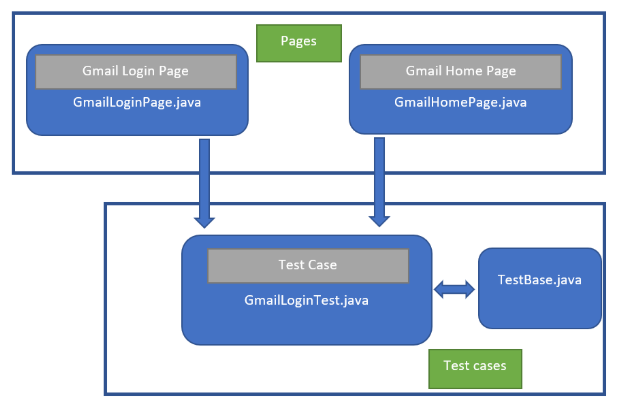 Pages
Gmail Login Page
GmailLoginPage.java
Gmail Home Page
GmailHomePage.java
Test Case
GmailLoginTest.java
TestBase.java
Test cases